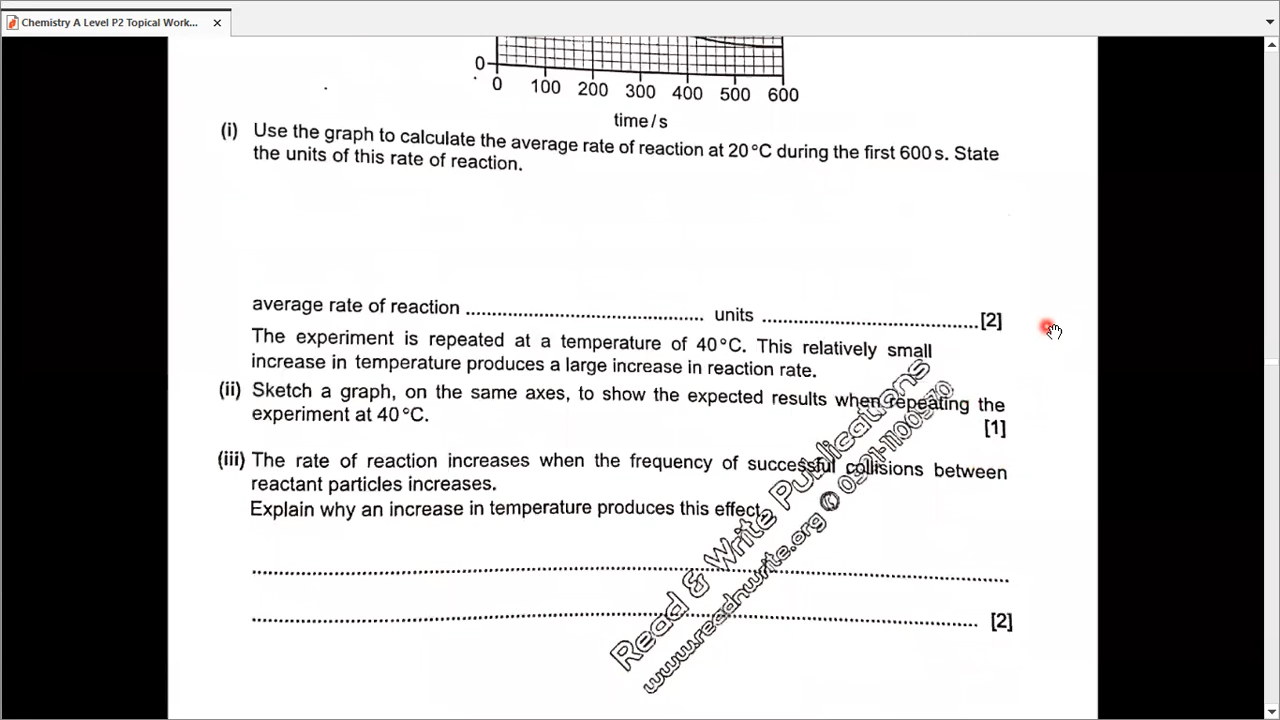 Chemistry A Level P2 Topical Work...
0
0 100 200 300 400 500 600
time/s
(i) Use the graph to calculate the average rate of reaction at 20°C during the first 600s. State
the units of this rate of reaction.
average rate of reaction .......................................... units ...................................... [2]
The experiment is repeated at a temperature of 40°C. This relatively small
increase in temperature produces a large increase in reaction rate.
(ii) Sketch a graph, on the same axes, to show the expected results when repeating the
experiment at 40°C.
[1]
(iii) The rate of reaction increases when the frequency of successful collisions between
reactant particles increases.
Explain why an increase in temperature produces this effect.
[2]
Read & Write Publications
www.readnwrite.org 0321-1100570